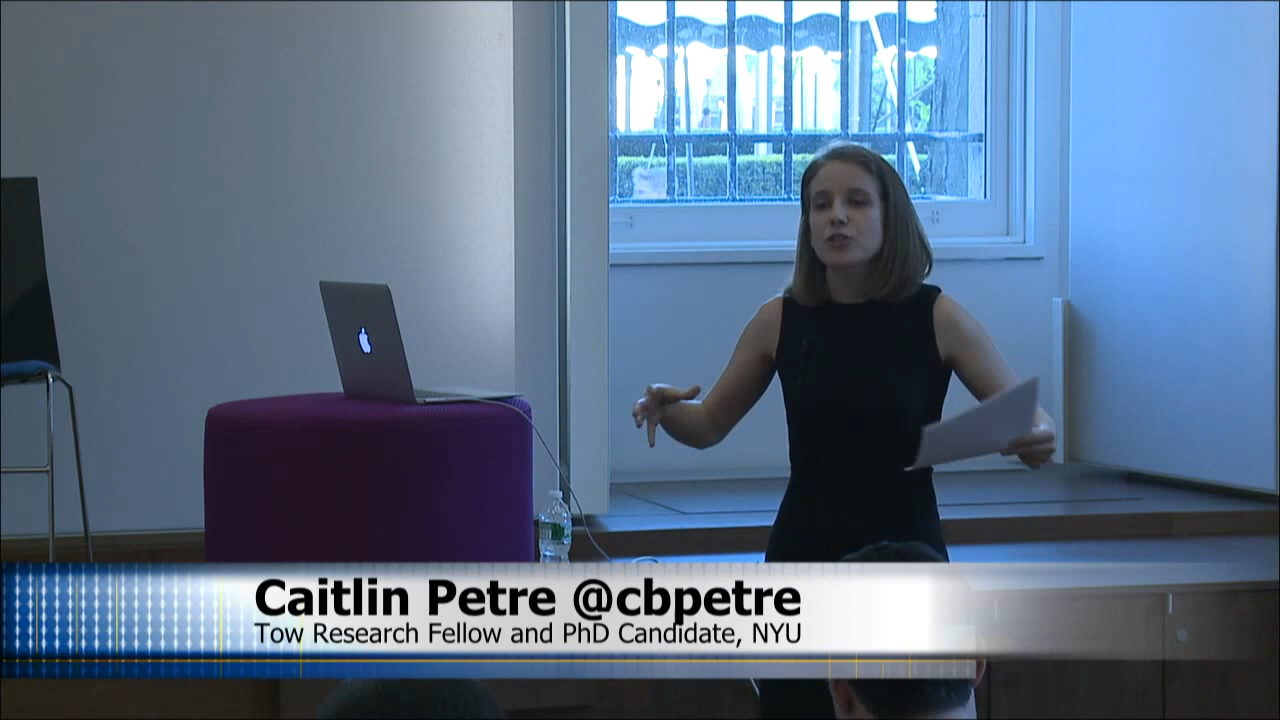 Caitlin Petre @cbpetre
Tow Research Fellow and PhD Candidate, NYU